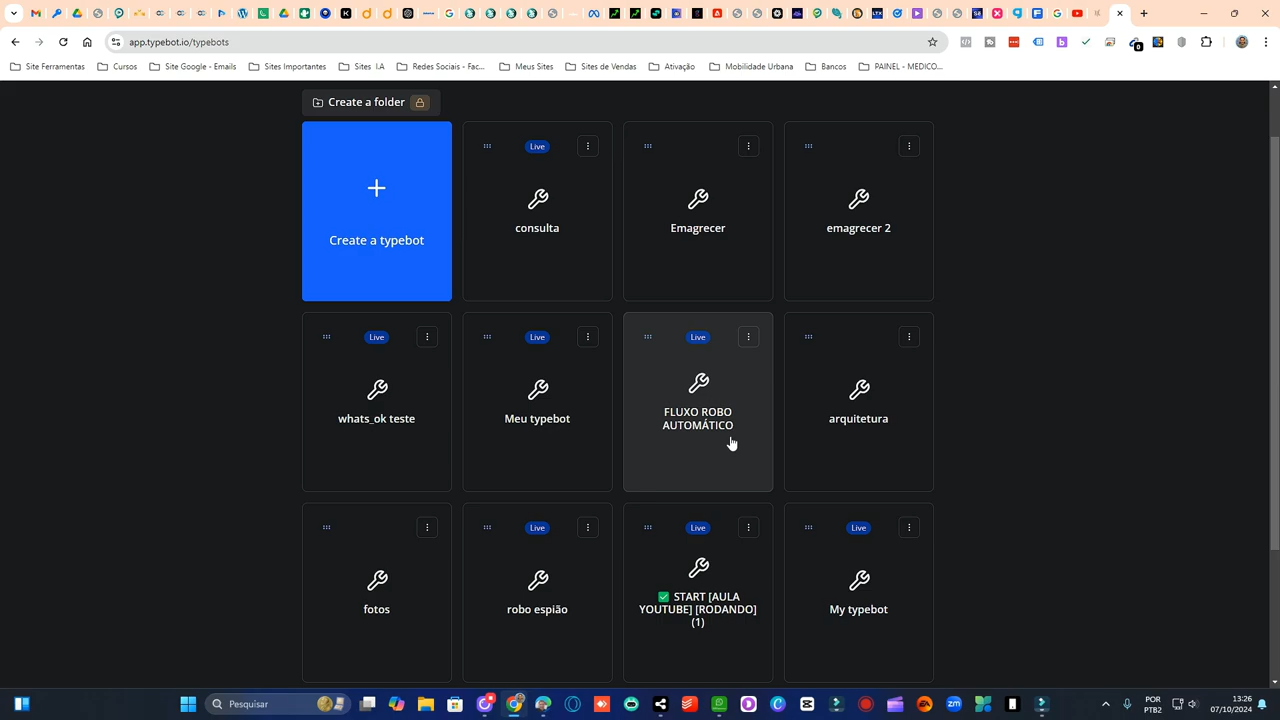 app.typebot.io/typebots
0
Site Ferramentas
Cursos
Site Google - Emails
Sites Importantes
Sites I.A
Redes Sociais - Fac...
Meus Sites
Sites de Vendas
Ativação
Mobilidade Urbana
Bancos
PAINEL - MEDICO...
Create a folder
Create a typebot
Live
consulta
Emagrecer
emagrecer 2
Live
whats_ok teste
Live
Meu typebot
Live
FLUXO ROBO
AUTOMÁTICO
arquitetura
fotos
Live
robo espião
Live
✅ START [AULA
YOUTUBE] [RODANDO]
(1)
Live
My typebot
Pesquisar
POR
PTB2
13:26
07/10/2024